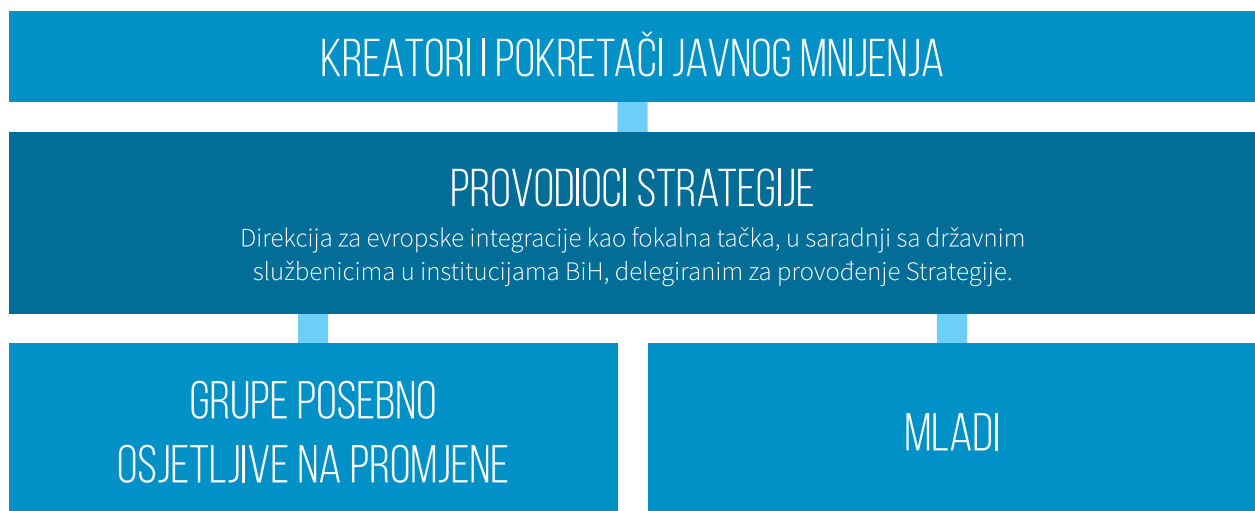 KREATORI I POKRETAČI JAVNOG MNIJENJA
PROVODIOCI STRATEGIJE
Direkcija za evropske integracije kao fokalna tačka, u saradnji sa državnim
službenicima u institucijama BiH, delegiranim za provođenje Strategije.
GRUPE POSEBNO
OSJETLJIVE NA PROMJENE
MLADI